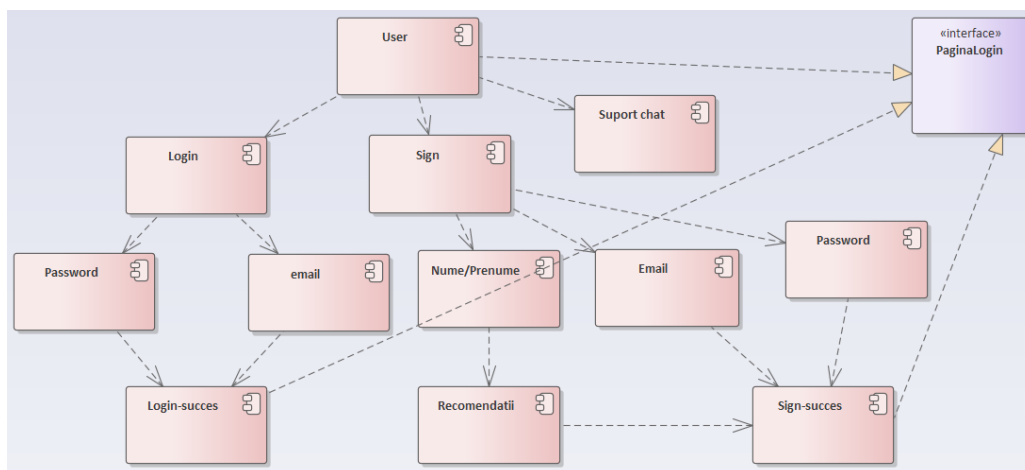 User
«interface»
PaginaLogin
Suport chat
Login
Sign
Password
email
Nume/Prenume
Email
Password
Login-succes
Recomendatii
Sign-succes